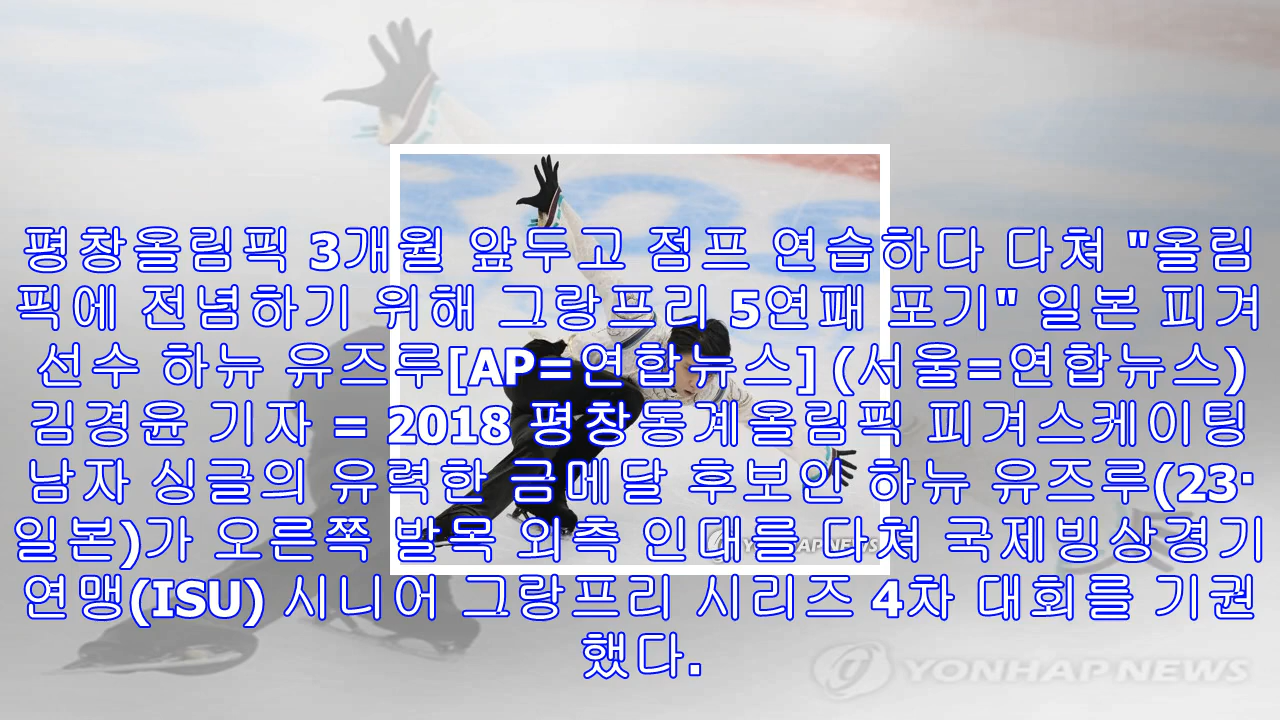 평창올림픽 3개월 앞두고 점프 연습하다 다쳐 "올림
픽에 전념하기 위해 그랑프리 5연패 포기" 일본 피겨
선수 하뉴 유즈루[AP=연합뉴스] (서울=연합뉴스)
김경윤 기자 = 2018 평창동계올림픽 피겨스케이팅
남자 싱글의 유력한 금메달 후보인 하뉴 유즈루(23·
일본)가 오른쪽 발목 외측 인대를 다쳐 국제빙상경기
연맹(ISU) 시니어 그랑프리 시리즈 4차 대회를 기권
했다.
YONHAP NEWS
YONHAP NEWS